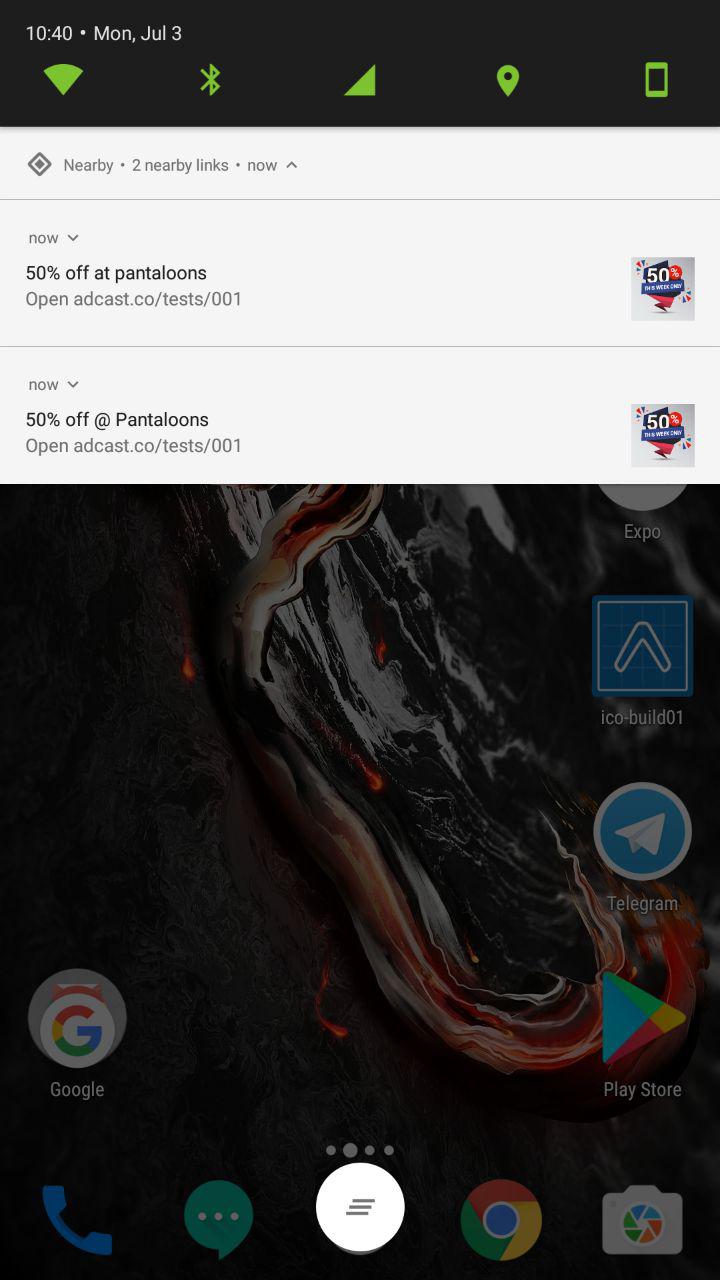 10:40 • Mon, Jul 3
Nearby • 2 nearby links • now
now
50% off at pantaloons
Open adcast.co/tests/001
50%
THIS WEEK ONLY
now
50% off @ Pantaloons
Open adcast.co/tests/001
50%
THIS WEEK ONLY
Expo
ico-build01
Telegram
Google
Play Store